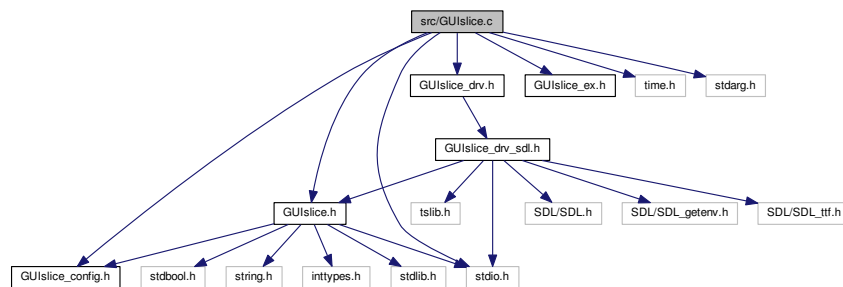 src/GUIslice.c
GUIslice_drv.h
GUIslice_ex.h
time.h
stdarg.h
GUIslice_drv_sdl.h
GUIslice.h
tslib.h
SDL/SDL.h
SDL/SDL_getenv.h
SDL/SDL_ttf.h
GUIslice_config.h
stdbool.h
string.h
inttypes.h
stdlib.h
stdio.h